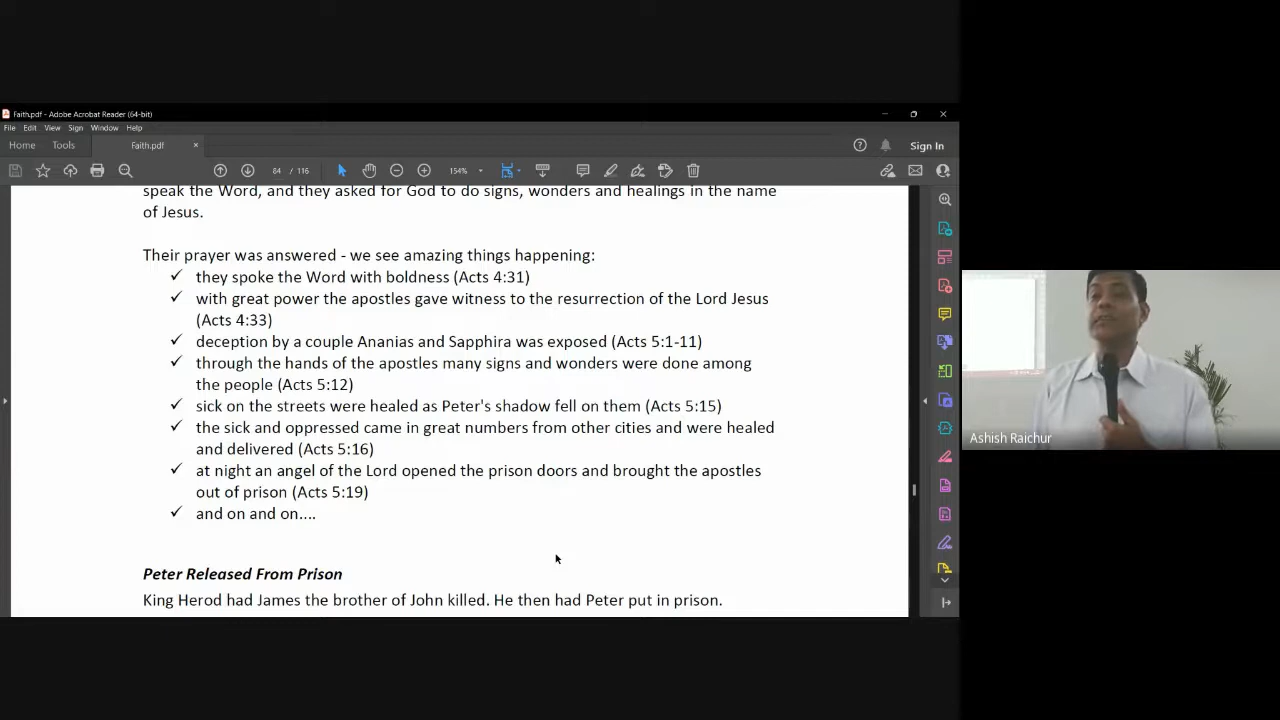 Faith.pdf - Adobe Acrobat Reader (64-bit)
File Edit View Sign Window Help
Home Tools Faith.pdf × Sign In
84 / 116 154%
speak the Word, and they asked for God to do signs, wonders and healings in the name
of Jesus.
Their prayer was answered - we see amazing things happening:
✓ they spoke the Word with boldness (Acts 4:31)
✓ with great power the apostles gave witness to the resurrection of the Lord Jesus
(Acts 4:33)
✓ deception by a couple Ananias and Sapphira was exposed (Acts 5:1-11)
✓ through the hands of the apostles many signs and wonders were done among
the people (Acts 5:12)
✓ sick on the streets were healed as Peter's shadow fell on them (Acts 5:15)
✓ the sick and oppressed came in great numbers from other cities and were healed
and delivered (Acts 5:16)
✓ at night an angel of the Lord opened the prison doors and brought the apostles
out of prison (Acts 5:19)
✓ and on and on....
Peter Released From Prison
King Herod had James the brother of John killed. He then had Peter put in prison.
Ashish Raichur